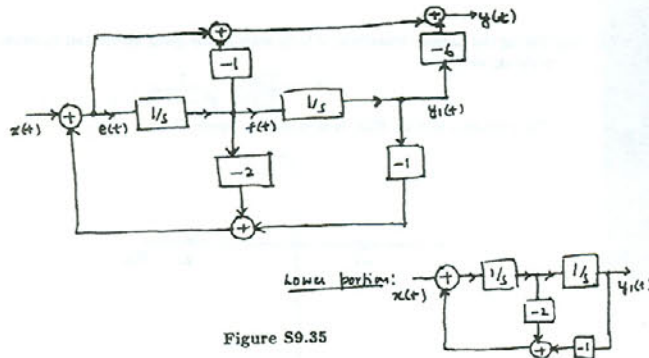 + + y(t)
-1 -6
x(t) + e(t) 1/s f(t) 1/s y₁(t)
-2 -1
+
Lower portion: x(t) + 1/s 1/s y₁(t)
-2
+ -1
Figure S9.35